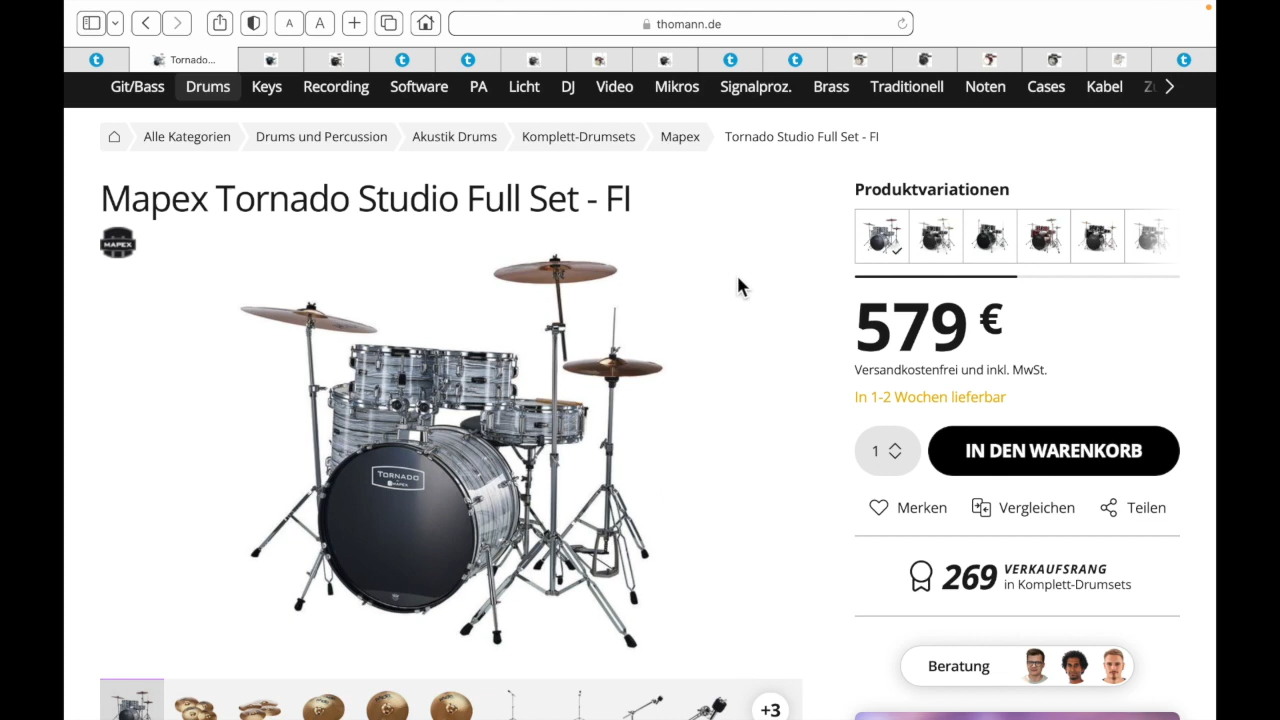 A A
thomann.de
Tornado...
Git/Bass Drums Keys Recording Software PA Licht DJ Video Mikros Signalproz. Brass Traditionell Noten Cases Kabel
Alle Kategorien Drums und Percussion Akustik Drums Komplett-Drumsets Mapex Tornado Studio Full Set - FI
Mapex Tornado Studio Full Set - FI
MAPEX
TORNADO
MAPEX
Produktvariationen
579 €
Versandkostenfrei und inkl. MwSt.
In 1-2 Wochen lieferbar
1 IN DEN WARENKORB
Merken Vergleichen Teilen
269 VERKAUFSRANG
in Komplett-Drumsets
Beratung
+3